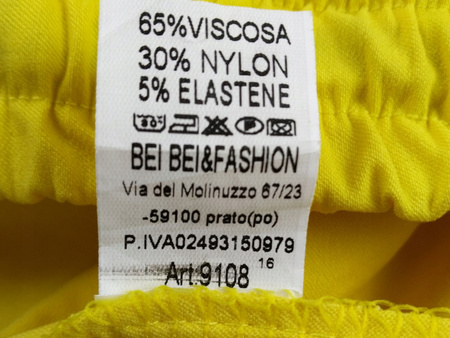 65%VISCOSA
30% NYLON
5% ELASTENE
BEI BEI&FASHION
Via del Molinuzzo 67/23
-59100 prato(po)
P.IVA02493150979
Art.9108 16